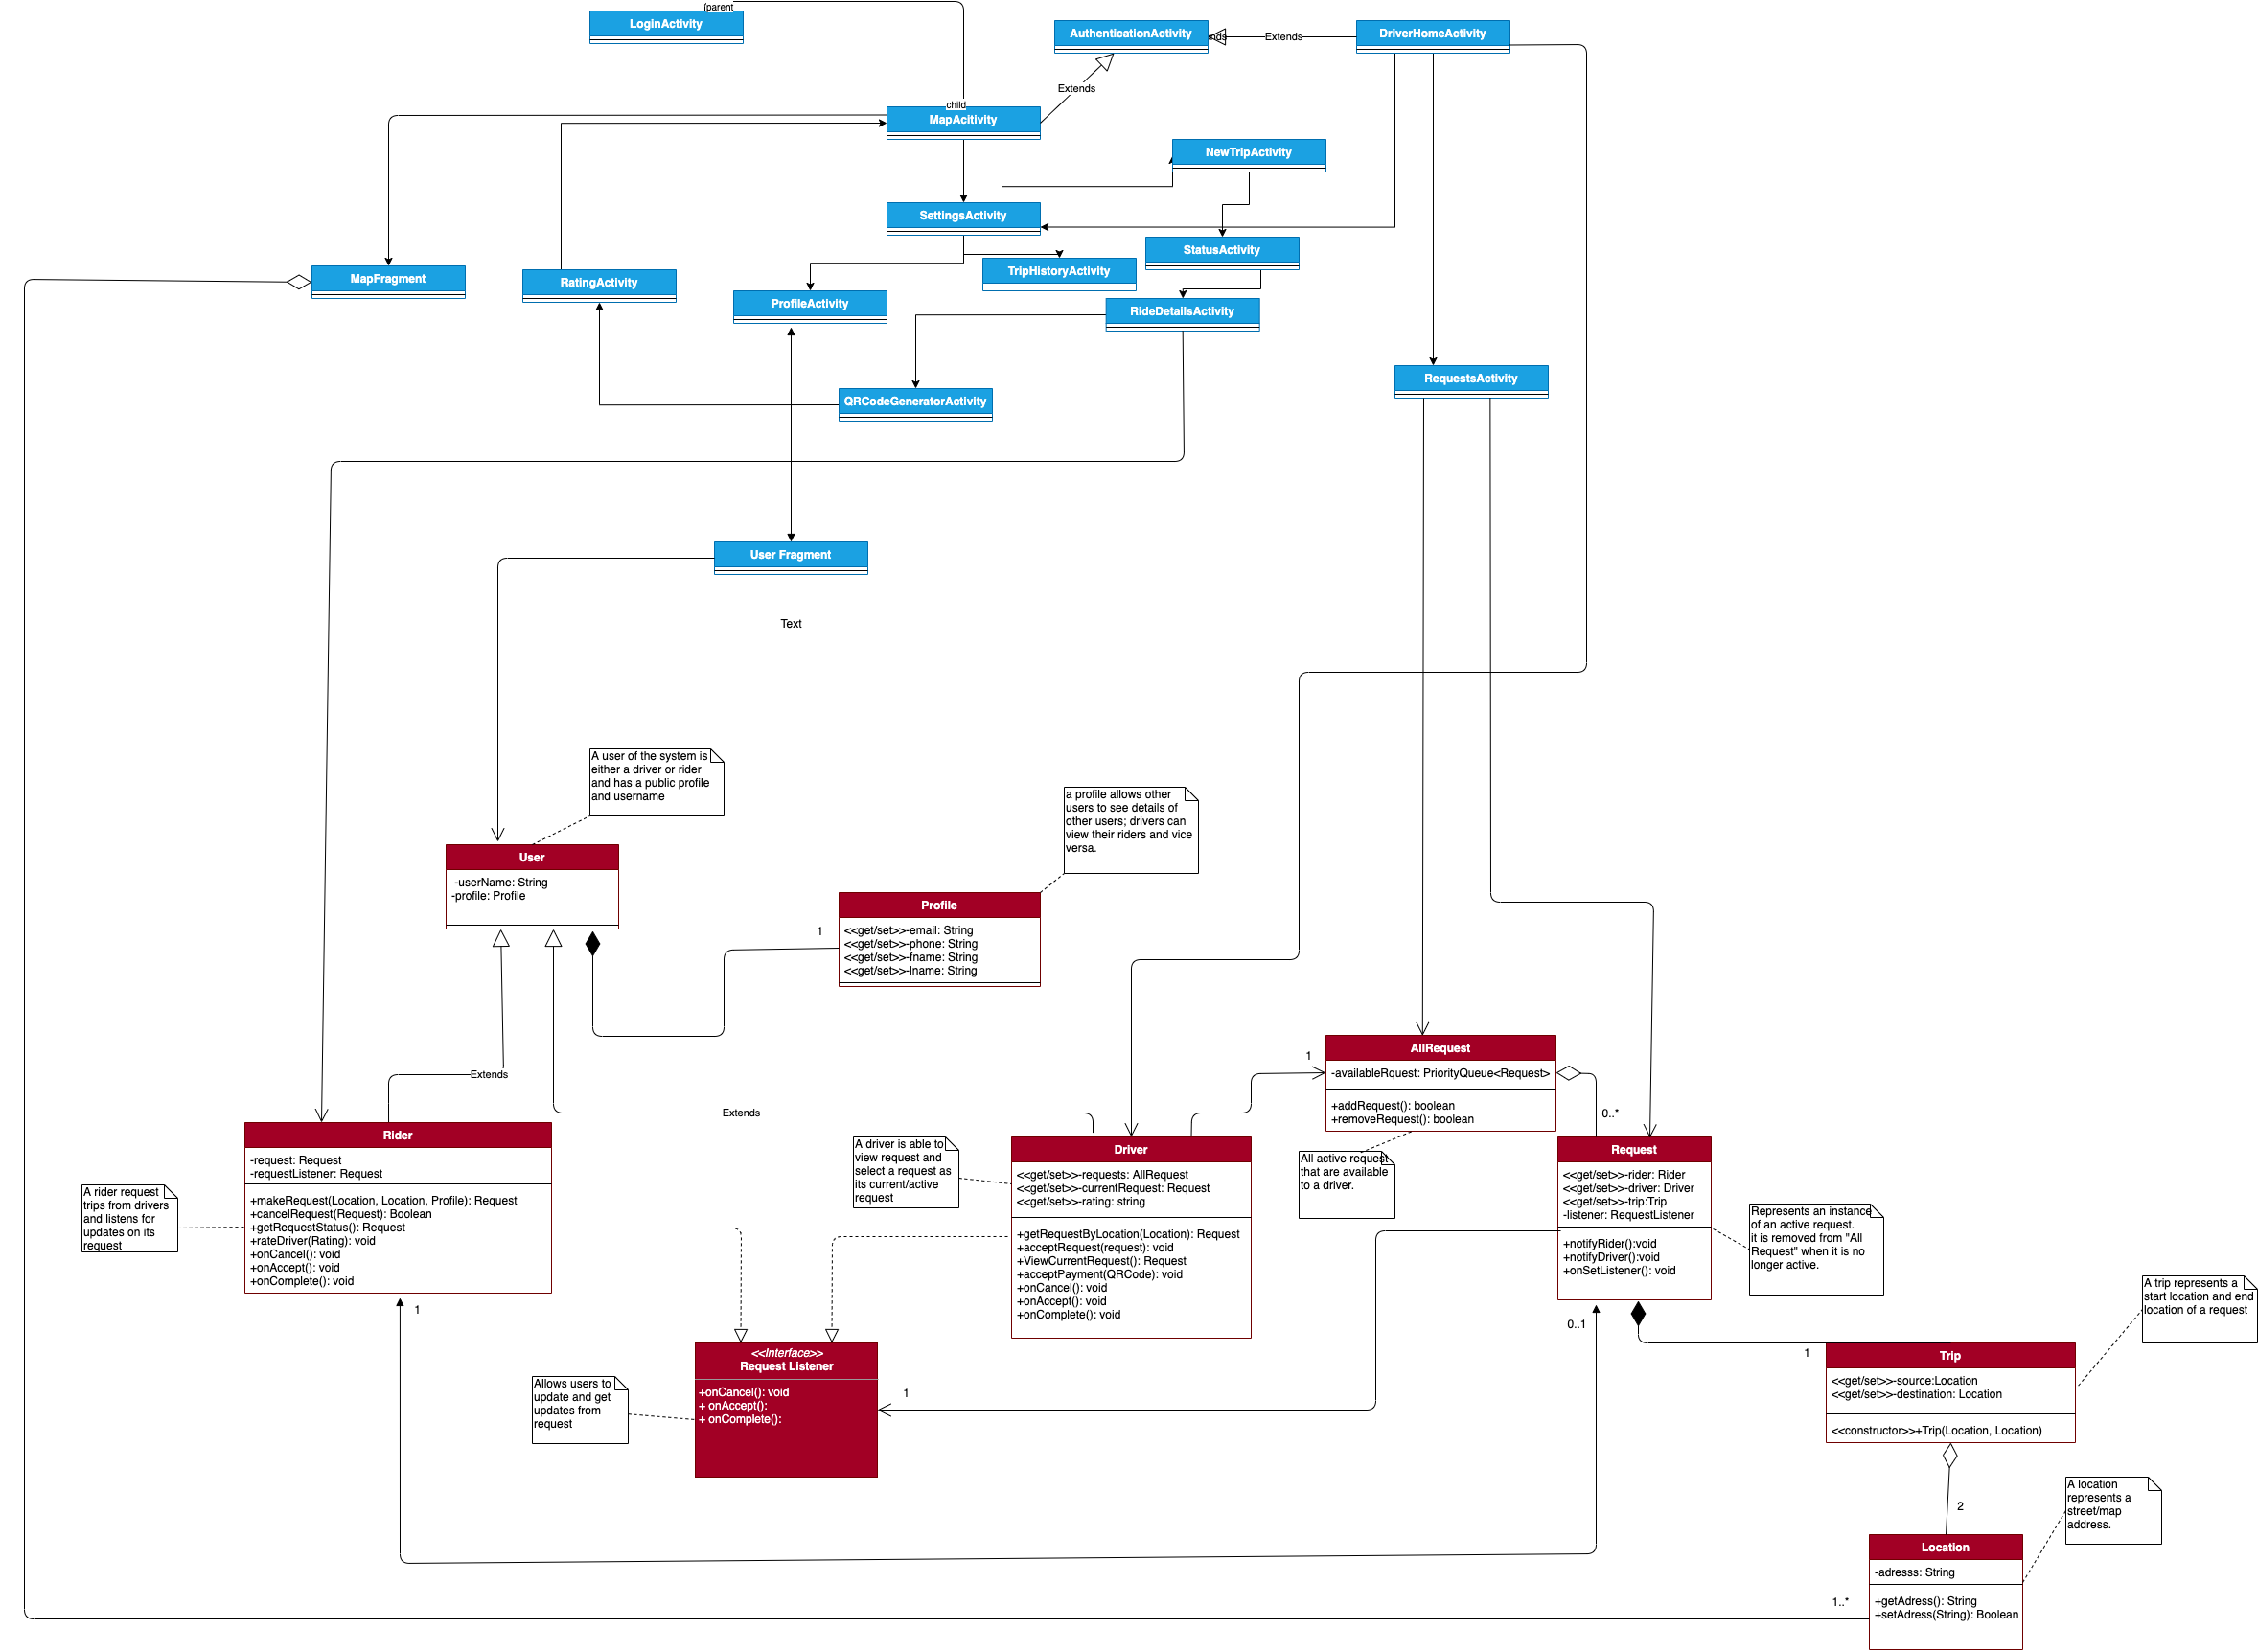 (parent
LoginActivity
AuthenticationActivity
nds
Extends
DriverHomeActivity
Extends
child
MapAcitivity
NewTripActivity
SettingsActivity
StatusActivity
TripHistoryActivity
MapFragment
RatingActivity
ProfileActivity
RideDetailsActivity
RequestsActivity
QRCodeGeneratorActivity
User Fragment
Text
A user of the system is
either a driver or rider
and has a public profile
and username
a profile allows other
users to see details of
other users; drivers can
view their riders and vice
versa.
User
-userName: String
-profile: Profile
Profile
<<get/set>>-email: String
<<get/set>>-phone: String
<<get/set>>-fname: String
<<get/set>>-lname: String
1
Extends
Extends
1
AllRequest
-availableRquest: PriorityQueue<Request>
+addRequest(): boolean
+removeRequest(): boolean
0..*
Rider
-request: Request
-requestListener: Request
+makeRequest(Location, Location, Profile): Request
+cancelRequest(Request): Boolean
+getRequestStatus(): Request
+rateDriver(Rating): void
+onCancel(): void
+onAccept(): void
+onComplete(): void
A rider request
trips from drivers
and listens for
updates on its
request
A driver is able to
view request and
select a request as
its current/active
request
Driver
<<get/set>>-requests: AllRequest
<<get/set>>-currentRequest: Request
<<get/set>>-rating: string
+getRequestByLocation(Location): Request
+acceptRequest(request): void
+ViewCurrentRequest(): Request
+acceptPayment(QRCode): void
+onCancel(): void
+onAccept(): void
+onComplete(): void
All active request
that are available
to a driver.
Request
<<get/set>>-rider: Rider
<<get/set>>-driver: Driver
<<get/set>>-trip:Trip
-listener: RequestListener
+notifyRider():void
+notifyDriver():void
+onSetListener(): void
Represents an instance
of an active request.
it is removed from "All
Request" when it is no
longer active.
A trip represents a
start location and end
location of a request
1
0..1
1
<<Interface>>
Request Listener
+onCancel(): void
+ onAccept():
+ onComplete():
Allows users to
update and get
updates from
request
1
Trip
<<get/set>>-source:Location
<<get/set>>-destination: Location
<<constructor>>+Trip(Location, Location)
2
A location
represents a
street/map
address.
Location
-adresss: String
+getAdress(): String
+setAdress(String): Boolean
1..*